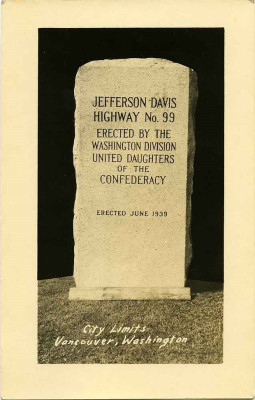 JEFFERSON DAVIS
HIGHWAY No. 99
ERECTED BY THE
WASHINGTON DIVISION
UNITED DAUGHTERS
OF THE
CONFEDERACY
ERECTED JUNE 1939
City Limits
Vancouver, Washington